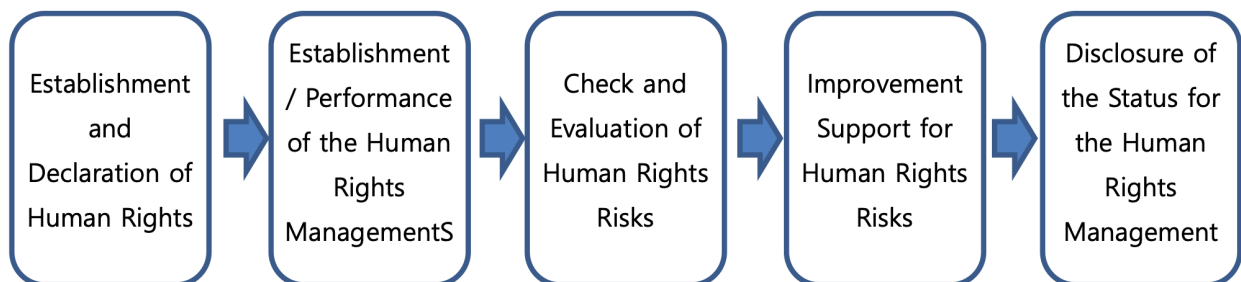 Establishment
and
Declaration of
Human Rights
Establishment
/ Performance
of the Human
Rights
ManagementS
Check and
Evaluation of
Human Rights
Risks
Improvement
Support for
Human Rights
Risks
Disclosure of
the Status for
the Human
Rights
Management